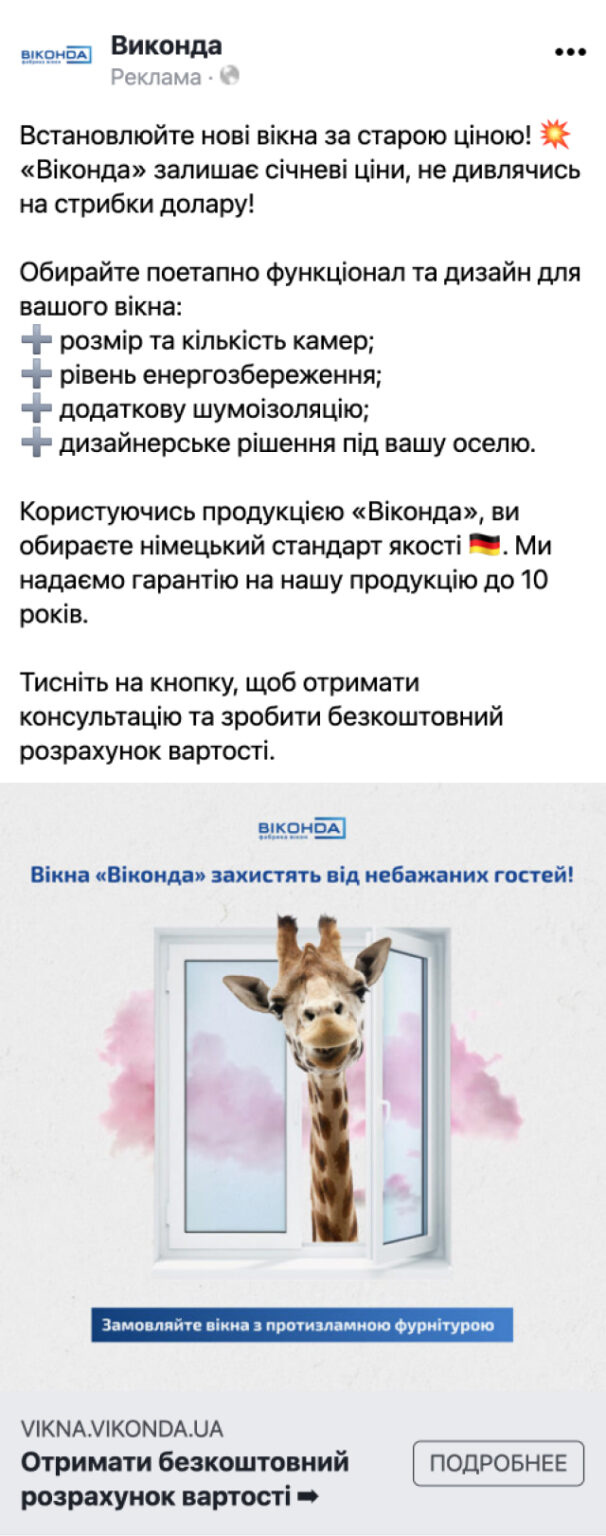 ВІКОНДА
фабрика вікон
Виконда
Реклама ·
Встановлюйте нові вікна за старою ціною! 💥
«Віконда» залишає січневі ціни, не дивлячись
на стрибки долару!
Обирайте поетапно функціонал та дизайн для
вашого вікна:
➕ розмір та кількість камер;
➕ рівень енергозбереження;
➕ додаткову шумоізоляцію;
➕ дизайнерське рішення під вашу оселю.
Користуючись продукцією «Віконда», ви
обираєте німецький стандарт якості 🇩🇪. Ми
надаємо гарантію на нашу продукцію до 10
років.
Тисніть на кнопку, щоб отримати
консультацію та зробити безкоштовний
розрахунок вартості.
ВІКОНДА
фабрика вікон
Вікна «Віконда» захистять від небажаних гостей!
Замовляйте вікна з протизламною фурнітурою
VIKNA.VIKONDA.UA
Отримати безкоштовний
розрахунок вартості ➡
ПОДРОБНЕЕ